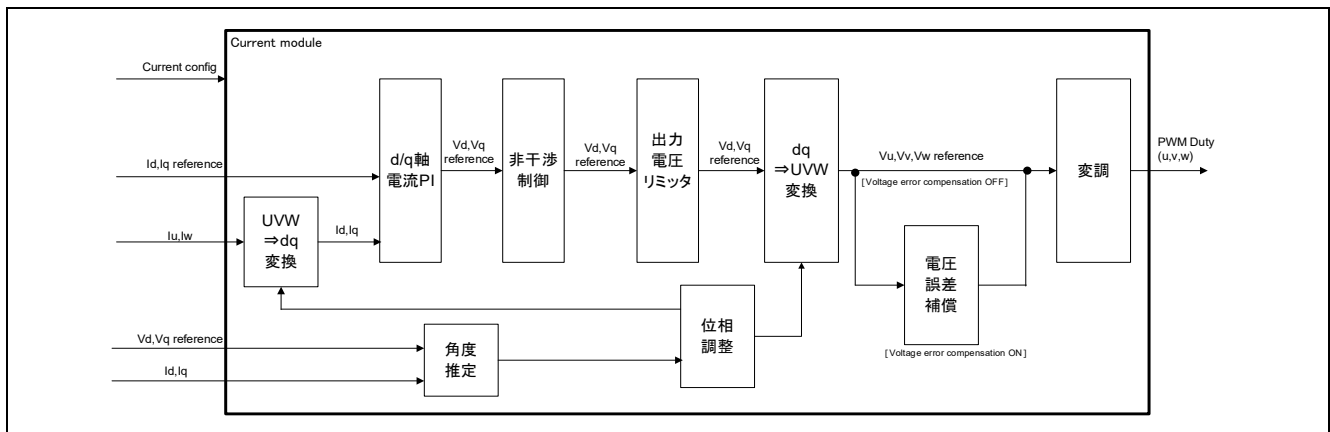 Current module
Current config
Id,Iq reference
Iu,Iw
Vd,Vq reference
Id,Iq
UVW
⇒dq
変換
Id,Iq
d/q軸
電流PI
Vd,Vq
reference
非干渉
制御
Vd,Vq
reference
出力
電圧
リミッタ
Vd,Vq
reference
dq
⇒UVW
変換
Vu,Vv,Vw reference
[Voltage error compensation OFF]
電圧
誤差
補償
[Voltage error compensation ON]
変調
PWM Duty
(u,v,w)
角度
推定
位相
調整